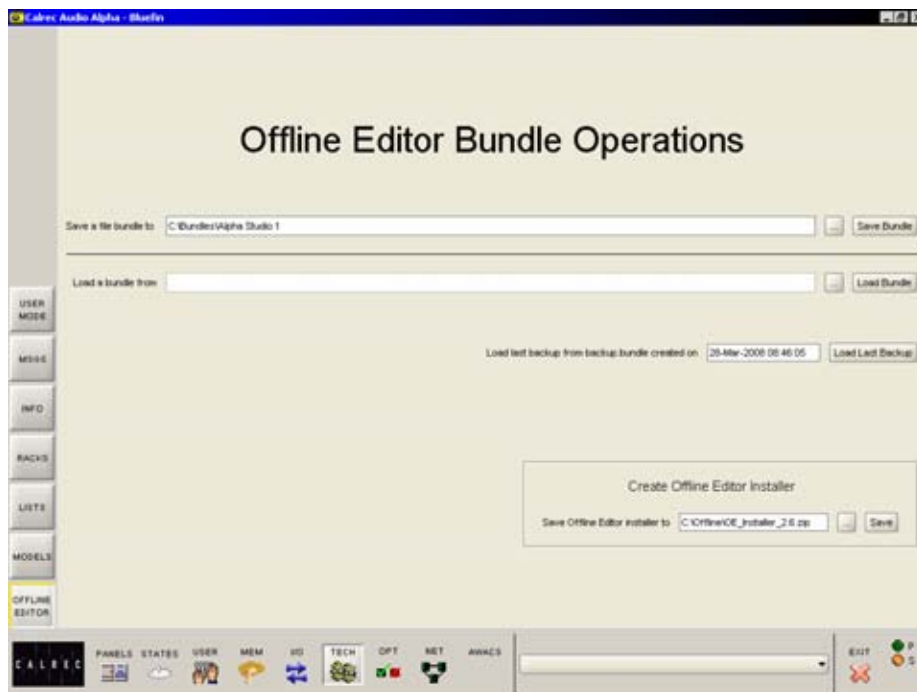 Calrec Audio Alpha - Bluefin
Offline Editor Bundle Operations
Save a file bundle to C:\Bundles\Alpha Studio 1 ... Save Bundle
Load a bundle from ... Load Bundle
Load last backup from backup.bundle created on 28-Mar-2008 08:46:05 Load Last Backup
Create Offline Editor Installer
Save Offline Editor installer to C:\Offline\OE_Installer_2.6.zip ... Save
USER
MODE
MSGS
INFO
RACKS
LISTS
MODELS
OFFLINE
EDITOR
CALREC
PANELS STATES USER MEM I/O TECH OPT NET AWACS
EXIT
P
S